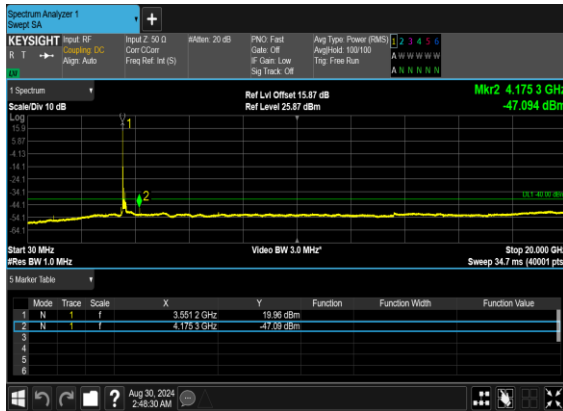 Spectrum Analyzer 1
Swept SA
+
KEYSIGHT
R T
Input: RF
Coupling: DC
Align: Auto
Input Z: 50 Ω
Corr CCorr
Freq Ref: Int (S)
#Atten: 20 dB
PNO: Fast
Gate: Off
IF Gain: Low
Sig Track: Off
Avg Type: Power (RMS)
Avg|Hold: 100/100
Trig: Free Run
1 2 3 4 5 6
A W W W W W
A N N N N N
1 Spectrum
Scale/Div 10 dB
Ref Lvl Offset 15.87 dB
Ref Level 25.87 dBm
Mkr2 4.175 3 GHz
-47.094 dBm
Log
15.9
5.87
-4.13
-14.1
-24.1
-34.1
-44.1
-54.1
-64.1
1
2
Start 30 MHz
#Res BW 1.0 MHz
Video BW 3.0 MHz*
Stop 20.000 GHz
Sweep 34.7 ms (40001 pts)
5 Marker Table
Mode Trace Scale X Y Function Function Width Function Value
1 N 1 f 3.551 2 GHz 19.96 dBm
2 N 1 f 4.175 3 GHz -47.09 dBm
3
4
5
6
?
Aug 30, 2024
2:48:30 AM